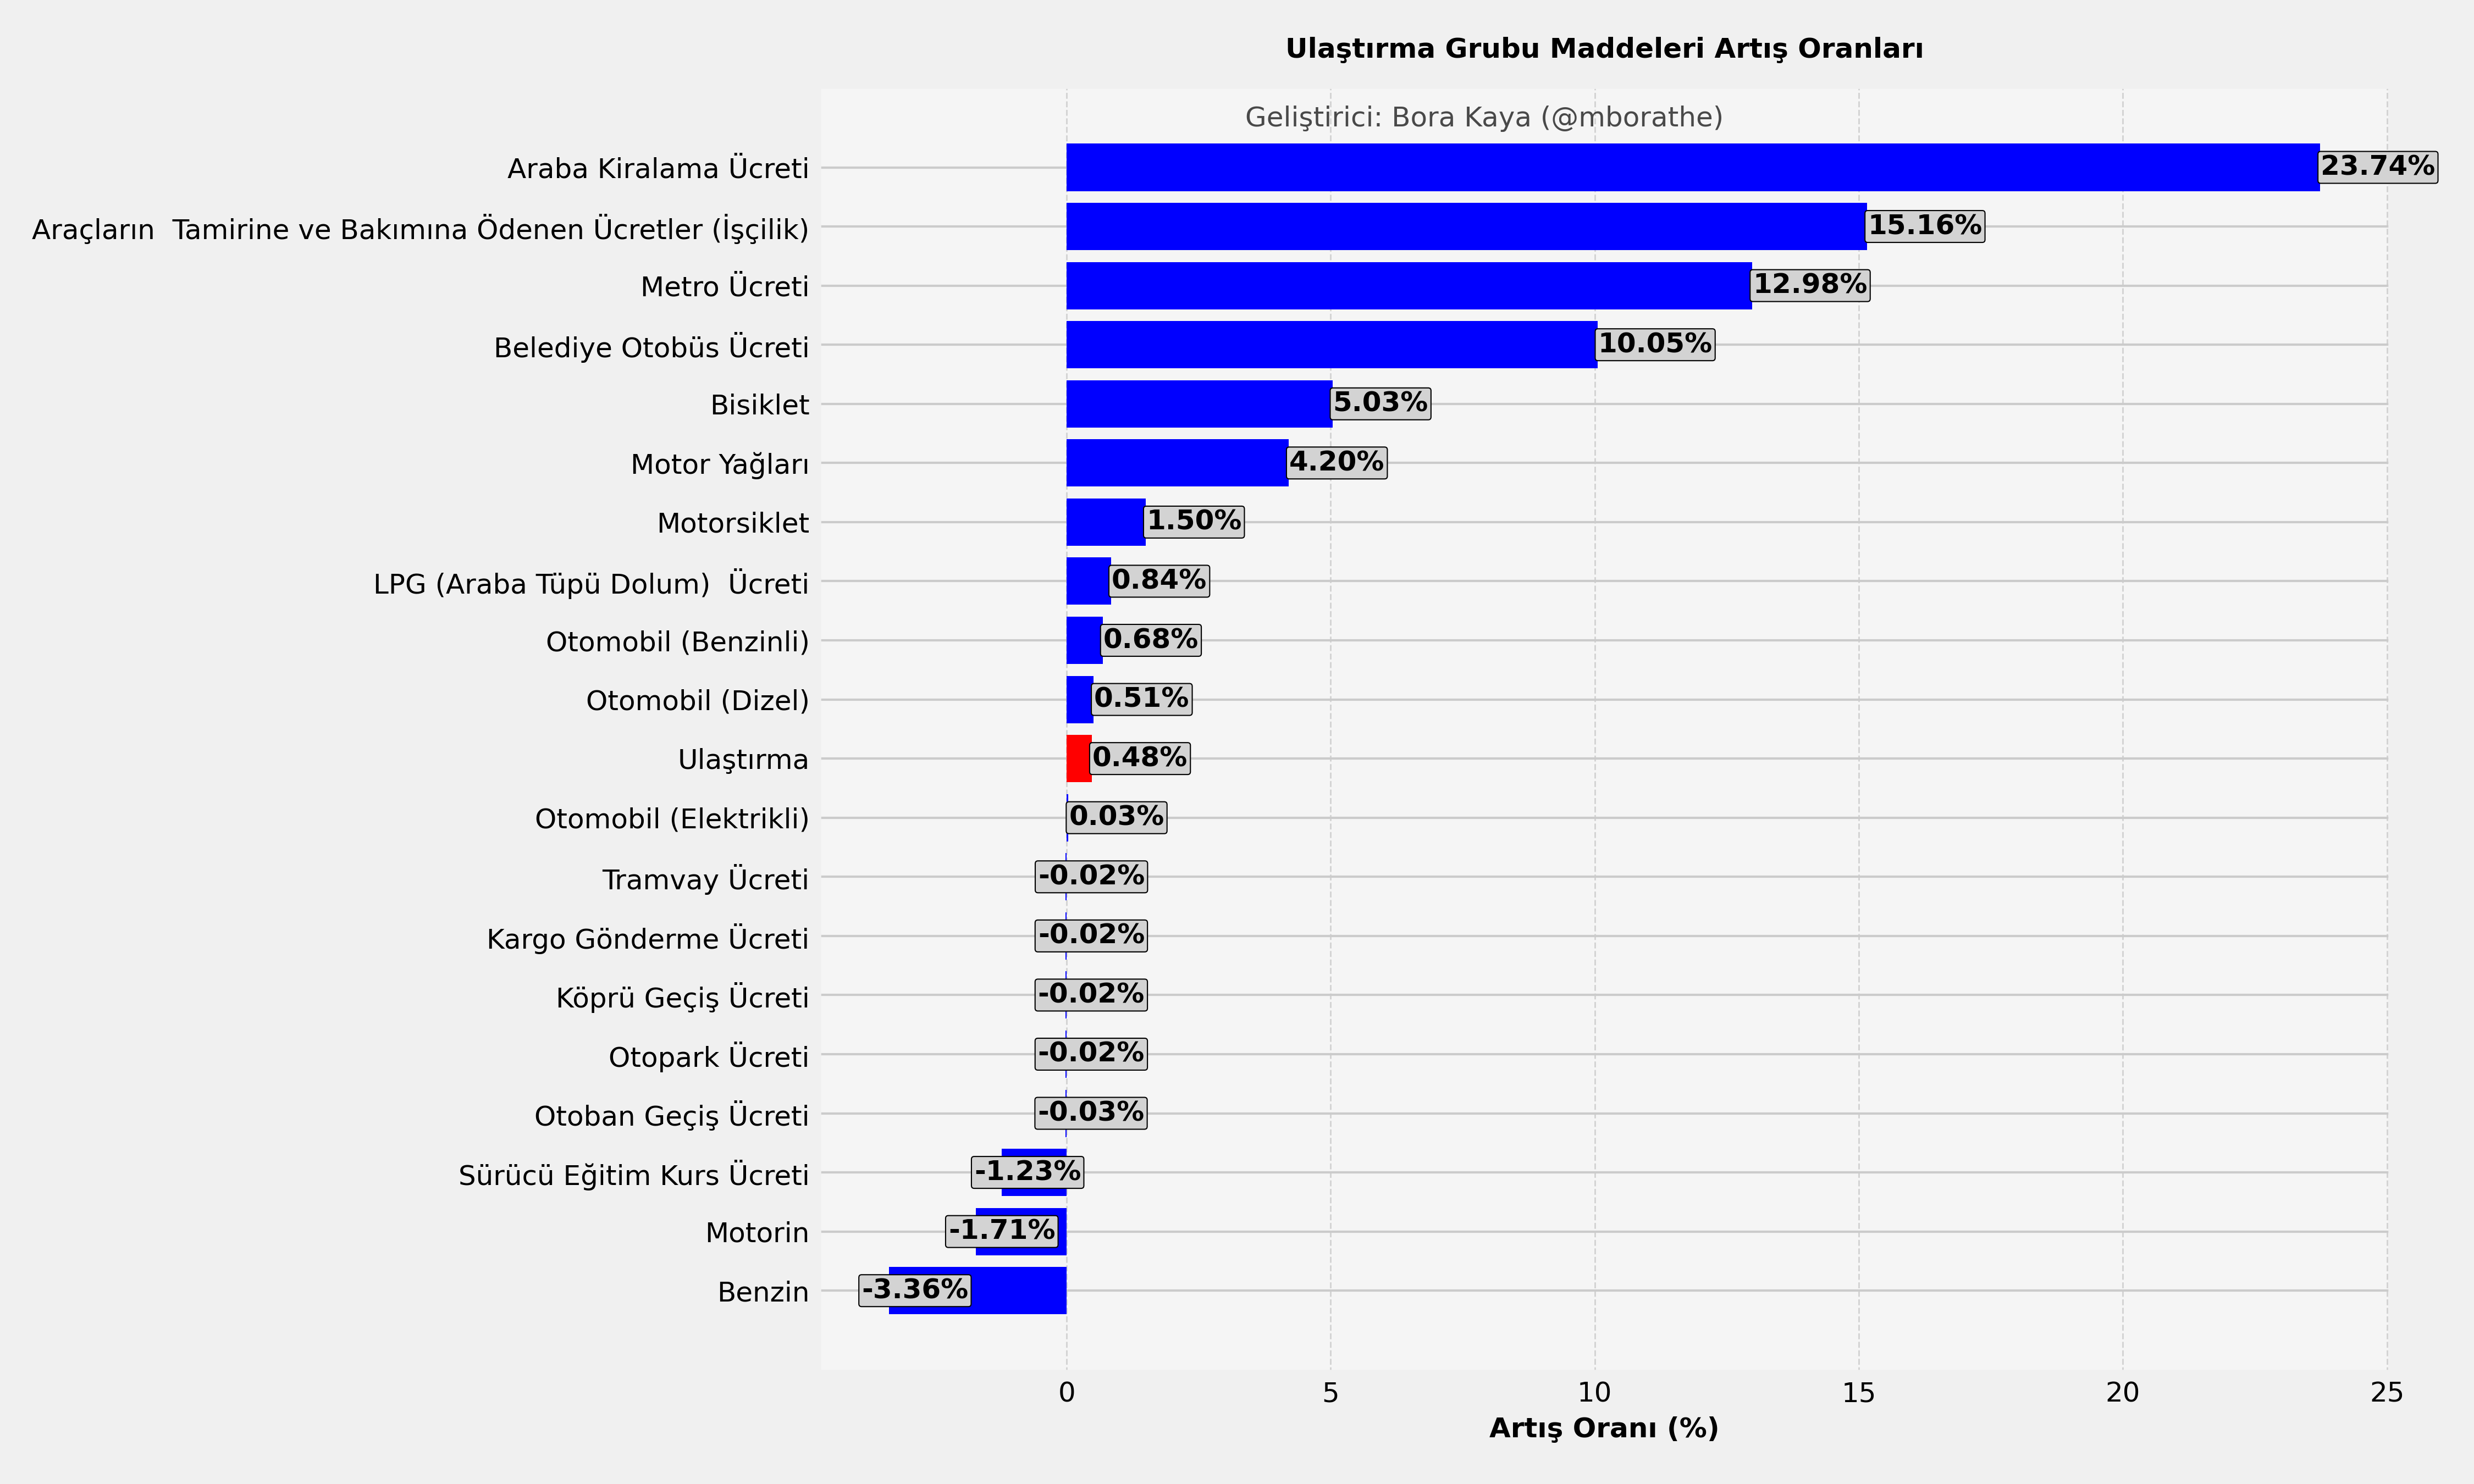 Ulaştırma Grubu Maddeleri Artış Oranları
Geliştirici: Bora Kaya (@mborathe)
Araba Kiralama Ücreti 23.74%
Araçların  Tamirine ve Bakımına Ödenen Ücretler (İşçilik) 15.16%
Metro Ücreti 12.98%
Belediye Otobüs Ücreti 10.05%
Bisiklet 5.03%
Motor Yağları 4.20%
Motorsiklet 1.50%
LPG (Araba Tüpü Dolum)  Ücreti 0.84%
Otomobil (Benzinli) 0.68%
Otomobil (Dizel) 0.51%
Ulaştırma 0.48%
Otomobil (Elektrikli) 0.03%
Tramvay Ücreti -0.02%
Kargo Gönderme Ücreti -0.02%
Köprü Geçiş Ücreti -0.02%
Otopark Ücreti -0.02%
Otoban Geçiş Ücreti -0.03%
Sürücü Eğitim Kurs Ücreti -1.23%
Motorin -1.71%
Benzin -3.36%
0 5 10 15 20 25
Artış Oranı (%)